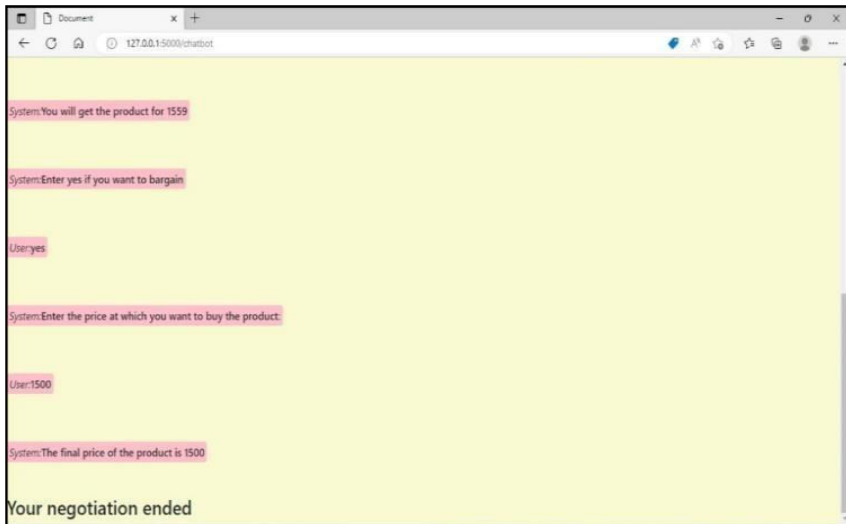 Document
127.0.0.1:5000/chatbot
System:You will get the product for 1559
System:Enter yes if you want to bargain
User:yes
System:Enter the price at which you want to buy the product:
User:1500
System:The final price of the product is 1500
Your negotiation ended